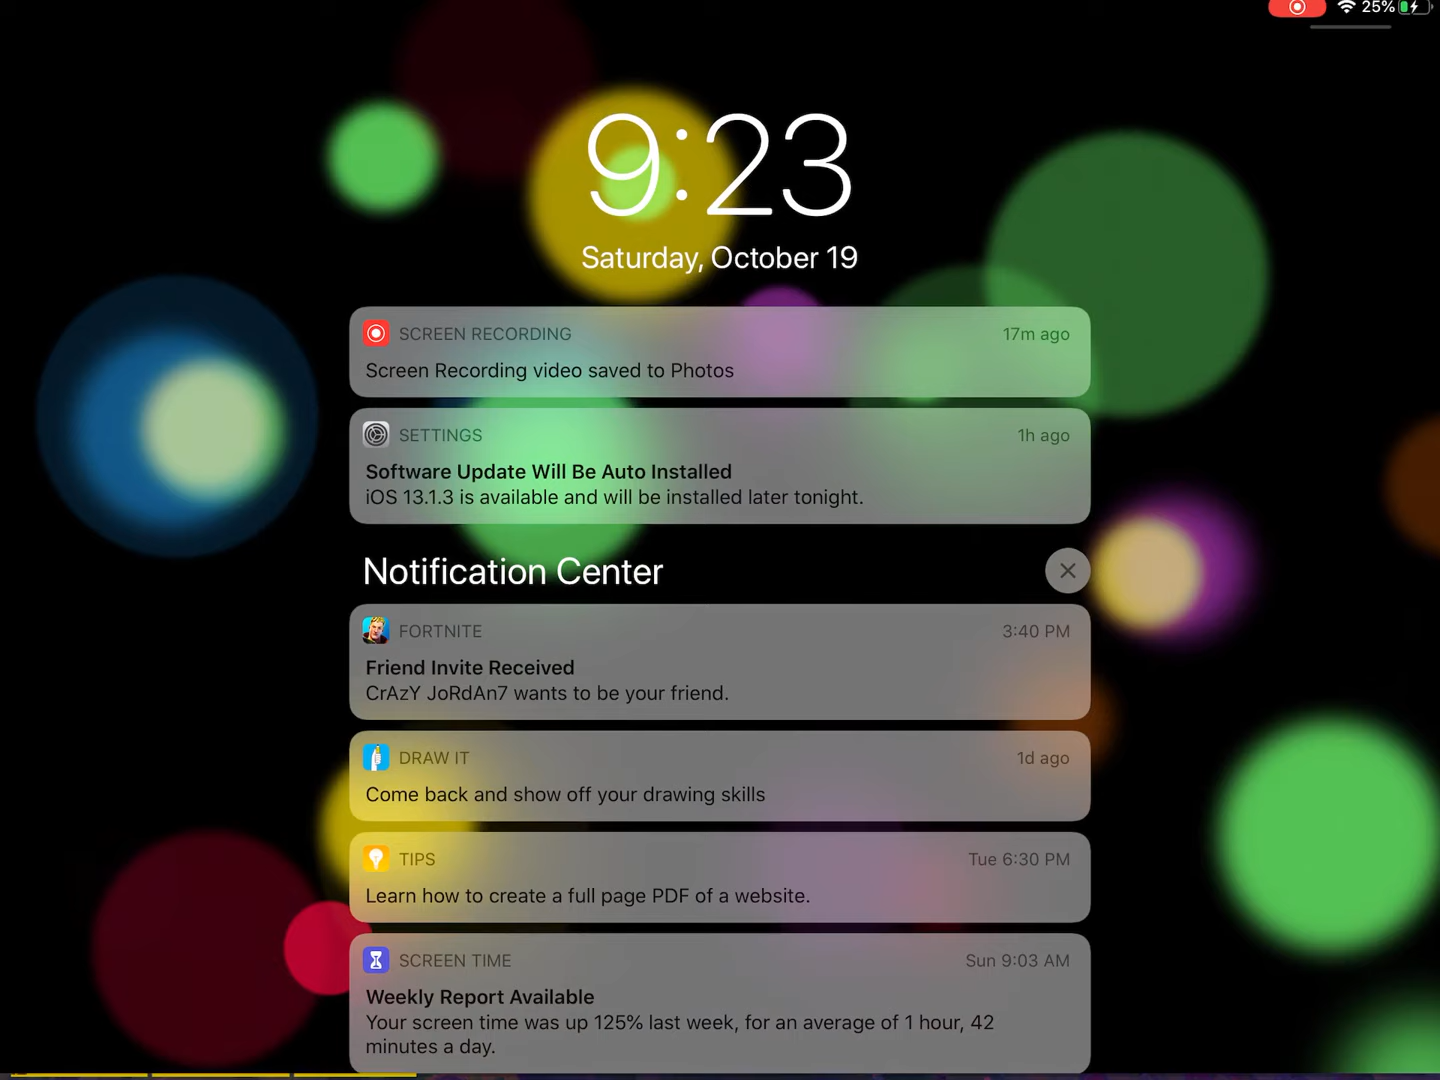 25%
9:23
Saturday, October 19
SCREEN RECORDING 17m ago
Screen Recording video saved to Photos
SETTINGS 1h ago
Software Update Will Be Auto Installed
iOS 13.1.3 is available and will be installed later tonight.
Notification Center
FORTNITE 3:40 PM
Friend Invite Received
CrAzY JoRdAn7 wants to be your friend.
DRAW IT 1d ago
Come back and show off your drawing skills
TIPS Tue 6:30 PM
Learn how to create a full page PDF of a website.
SCREEN TIME Sun 9:03 AM
Weekly Report Available
Your screen time was up 125% last week, for an average of 1 hour, 42
minutes a day.